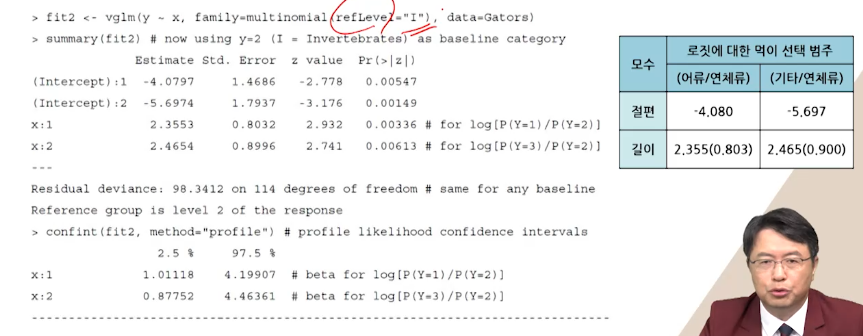 > fit2 <- vglm(y ~ x, family=multinomial(refLevel="I"), data=Gators)
> summary(fit2) # now using y=2 (I = Invertebrates) as baseline category
Estimate Std. Error z value Pr(>|z|)
(Intercept):1 -4.0797 1.4686 -2.778 0.00547
(Intercept):2 -5.6974 1.7937 -3.176 0.00149
x:1 2.3553 0.8032 2.932 0.00336 # for log[P(Y=1)/P(Y=2)]
x:2 2.4654 0.8996 2.741 0.00613 # for log[P(Y=3)/P(Y=2)]
---
Residual deviance: 98.3412 on 114 degrees of freedom # same for any baseline
Reference group is level 2 of the response
> confint(fit2, method="profile") # profile likelihood confidence intervals
2.5 % 97.5 %
x:1 1.01118 4.19907 # beta for log[P(Y=1)/P(Y=2)]
x:2 0.87752 4.46361 # beta for log[P(Y=3)/P(Y=2)]
모수 로짓에 대한 먹이 선택 범주
(어류/연체류) (기타/연체류)
절편 -4.080 -5.697
길이 2.355(0.803) 2.465(0.900)